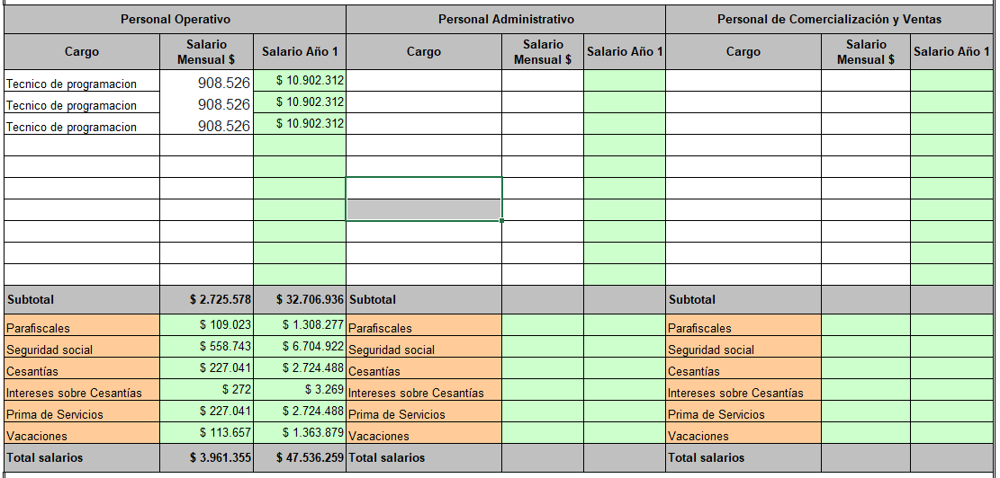 Personal Operativo Personal Administrativo Personal de Comercialización y Ventas
Cargo Salario Mensual $ Salario Año 1 Cargo Salario Mensual $ Salario Año 1 Cargo Salario Mensual $ Salario Año 1
Tecnico de programacion 908.526 $ 10.902.312
Tecnico de programacion 908.526 $ 10.902.312
Tecnico de programacion 908.526 $ 10.902.312
Subtotal $ 2.725.578 $ 32.706.936 Subtotal Subtotal
Parafiscales $ 109.023 $ 1.308.277 Parafiscales Parafiscales
Seguridad social $ 558.743 $ 6.704.922 Seguridad social Seguridad social
Cesantías $ 227.041 $ 2.724.488 Cesantías Cesantías
Intereses sobre Cesantías $ 272 $ 3.269 Intereses sobre Cesantías Intereses sobre Cesantías
Prima de Servicios $ 227.041 $ 2.724.488 Prima de Servicios Prima de Servicios
Vacaciones $ 113.657 $ 1.363.879 Vacaciones Vacaciones
Total salarios $ 3.961.355 $ 47.536.259 Total salarios Total salarios